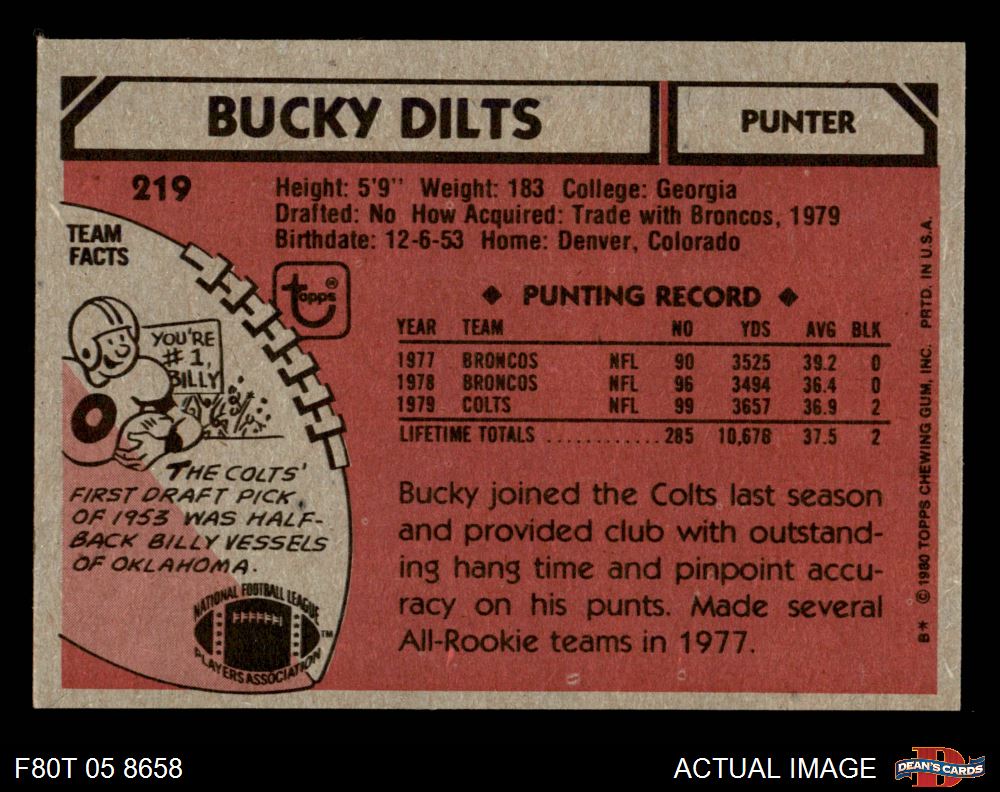 BUCKY DILTS
PUNTER
219
Height: 5'9" Weight: 183 College: Georgia
Drafted: No How Acquired: Trade with Broncos, 1979
Birthdate: 12-6-53 Home: Denver, Colorado
TEAM
FACTS
topps®
YOU'RE
#1,
BILLY
THE COLTS'
FIRST DRAFT PICK
OF 1953 WAS HALF-
BACK BILLY VESSELS
OF OKLAHOMA.
NATIONAL FOOTBALL LEAGUE
PLAYERS ASSOCIATION
™
◆ PUNTING RECORD ◆
YEAR TEAM NO YDS AVG BLK
1977 BRONCOS NFL 90 3525 39.2 0
1978 BRONCOS NFL 96 3494 36.4 0
1979 COLTS NFL 99 3657 36.9 2
LIFETIME TOTALS ............ 285 10,676 37.5 2
Bucky joined the Colts last season
and provided club with outstand-
ing hang time and pinpoint accu-
racy on his punts. Made several
All-Rookie teams in 1977.
B* © 1980 TOPPS CHEWING GUM, INC. PRTD. IN U.S.A.
F80T 05 8658
ACTUAL IMAGE
DEAN'S CARDS